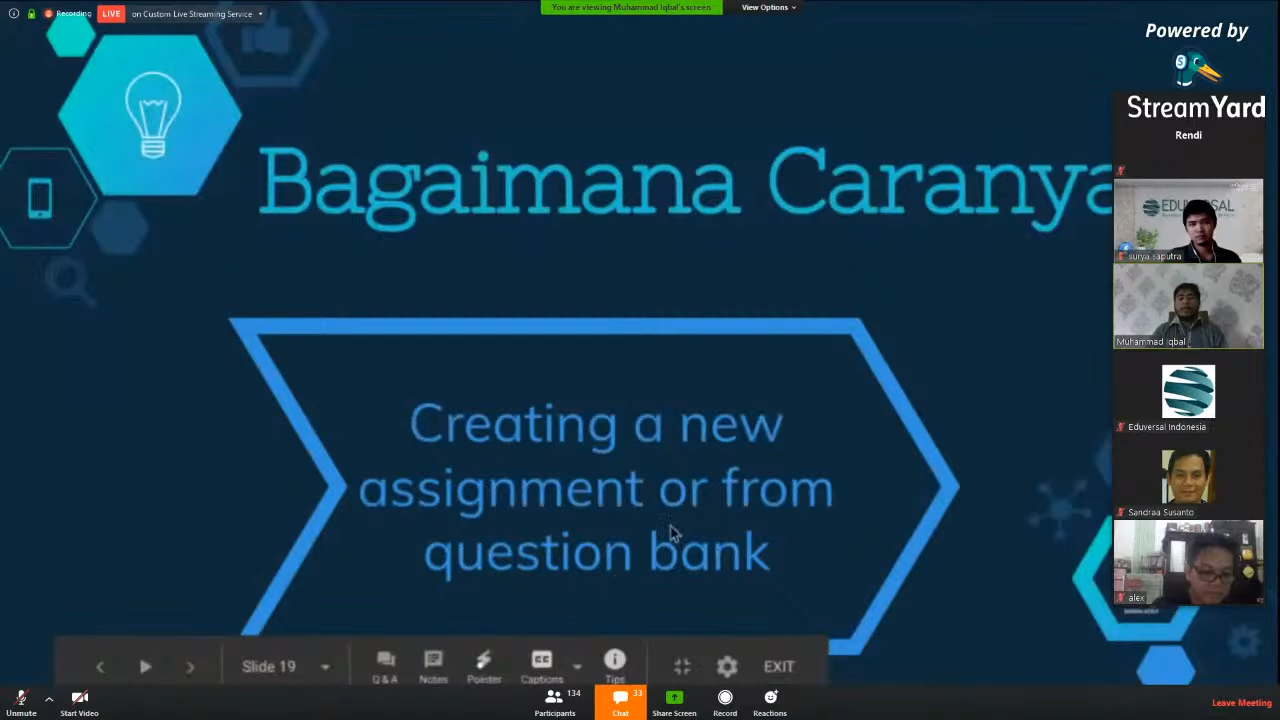 Recording
LIVE
on Custom Live Streaming Service
You are viewing Muhammad Iqbal's screen
View Options
Powered by
StreamYard
Rendi
Bagaimana Caranya
EDUVERSAL
surya saputra
Muhammad Iqbal
Creating a new
assignment or from
question bank
Eduversal Indonesia
Sandraa Susanto
alex
Slide 19
Q & A
Notes
Pointer
CC
Captions
Tips
EXIT
Unmute
Start Video
134
Participants
33
Chat
Share Screen
Record
Reactions
Leave Meeting